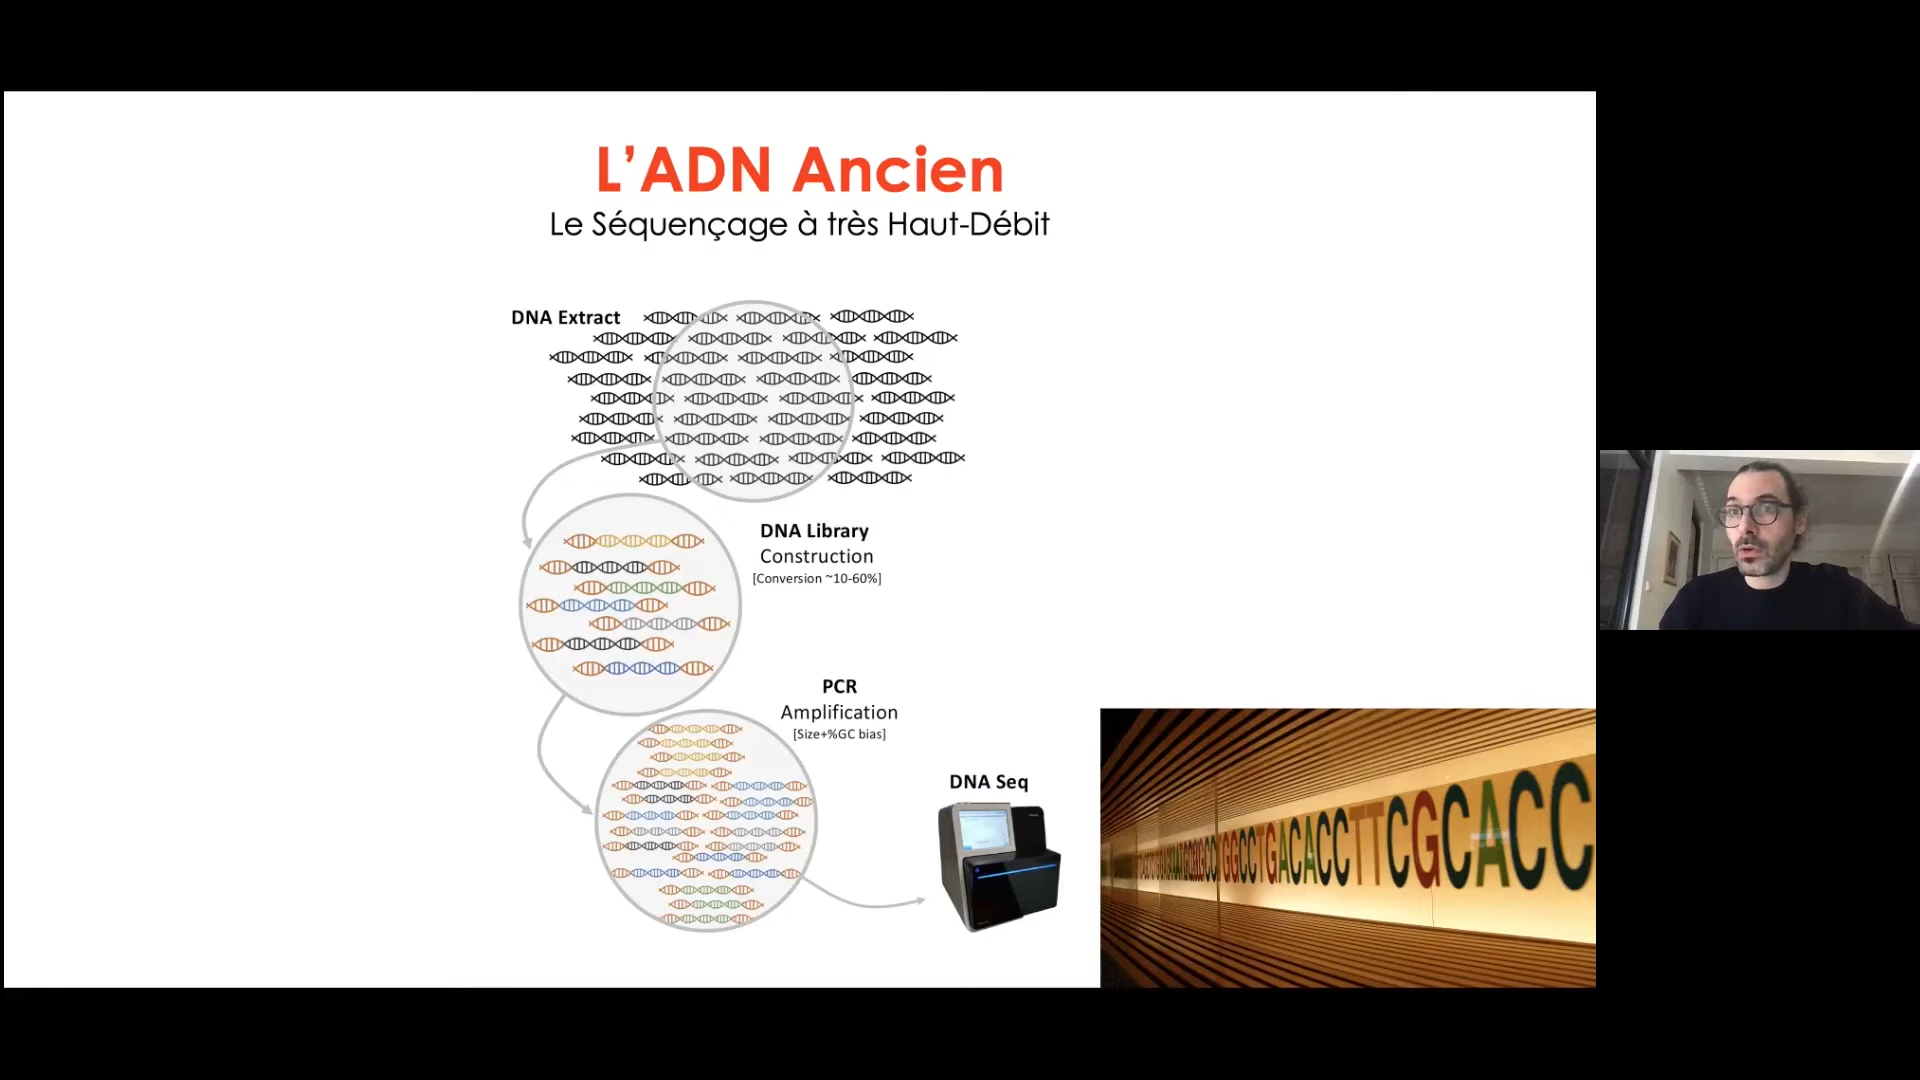 L’ADN Ancien
Le Séquençage à très Haut-Débit
DNA Extract
DNA Library
Construction
[Conversion ~10-60%]
PCR
Amplification
[Size+%GC bias]
DNA Seq
TGGCCTGACACCTTCGCACC